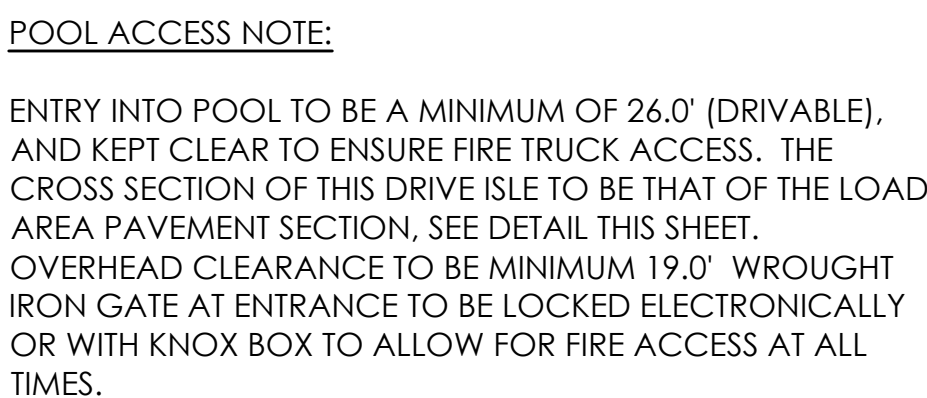 POOL ACCESS NOTE:
ENTRY INTO POOL TO BE A MINIMUM OF 26.0' (DRIVABLE),
AND KEPT CLEAR TO ENSURE FIRE TRUCK ACCESS.  THE
CROSS SECTION OF THIS DRIVE ISLE TO BE THAT OF THE LOAD
AREA PAVEMENT SECTION, SEE DETAIL THIS SHEET.
OVERHEAD CLEARANCE TO BE MINIMUM 19.0'  WROUGHT
IRON GATE AT ENTRANCE TO BE LOCKED ELECTRONICALLY
OR WITH KNOX BOX TO ALLOW FOR FIRE ACCESS AT ALL
TIMES.